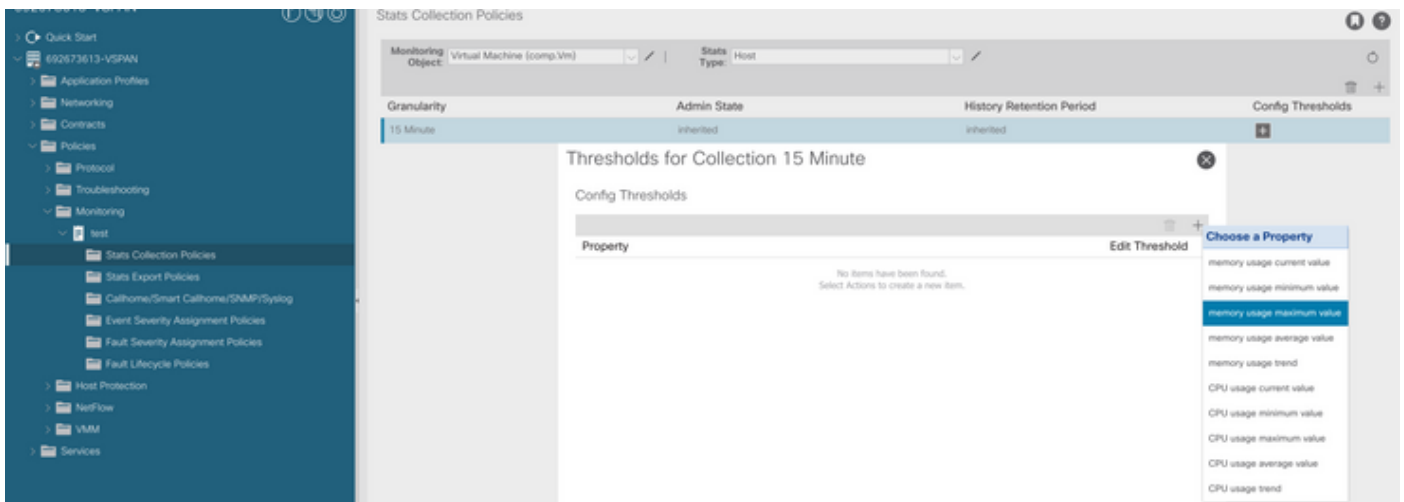 692673613-VSPAN
Quick Start
692673613-VSPAN
Application Profiles
Networking
Contracts
Policies
Protocol
Troubleshooting
Monitoring
test
Stats Collection Policies
Stats Export Policies
Callhome/Smart Callhome/SNMP/Syslog
Event Severity Assignment Policies
Fault Severity Assignment Policies
Fault Lifecycle Policies
Host Protection
NetFlow
VMM
Services
Stats Collection Policies
Monitoring Object: Virtual Machine (comp.Vm) Stats Type: Host
Granularity Admin State History Retention Period Config Thresholds
15 Minute inherited inherited
Thresholds for Collection 15 Minute
Config Thresholds
Property Edit Threshold
No items have been found.
Select Actions to create a new item.
Choose a Property
memory usage current value
memory usage minimum value
memory usage maximum value
memory usage average value
memory usage trend
CPU usage current value
CPU usage minimum value
CPU usage maximum value
CPU usage average value
CPU usage trend